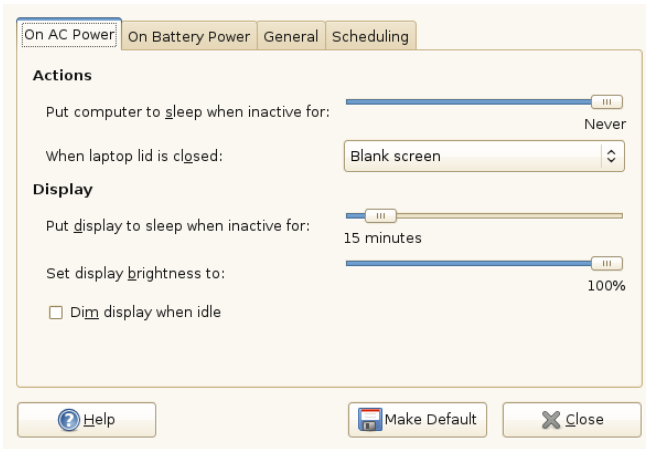 On AC Power On Battery Power General Scheduling
Actions
Put computer to sleep when inactive for:
Never
When laptop lid is closed: Blank screen
Display
Put display to sleep when inactive for:
15 minutes
Set display brightness to:
100%
Dim display when idle
Help Make Default Close